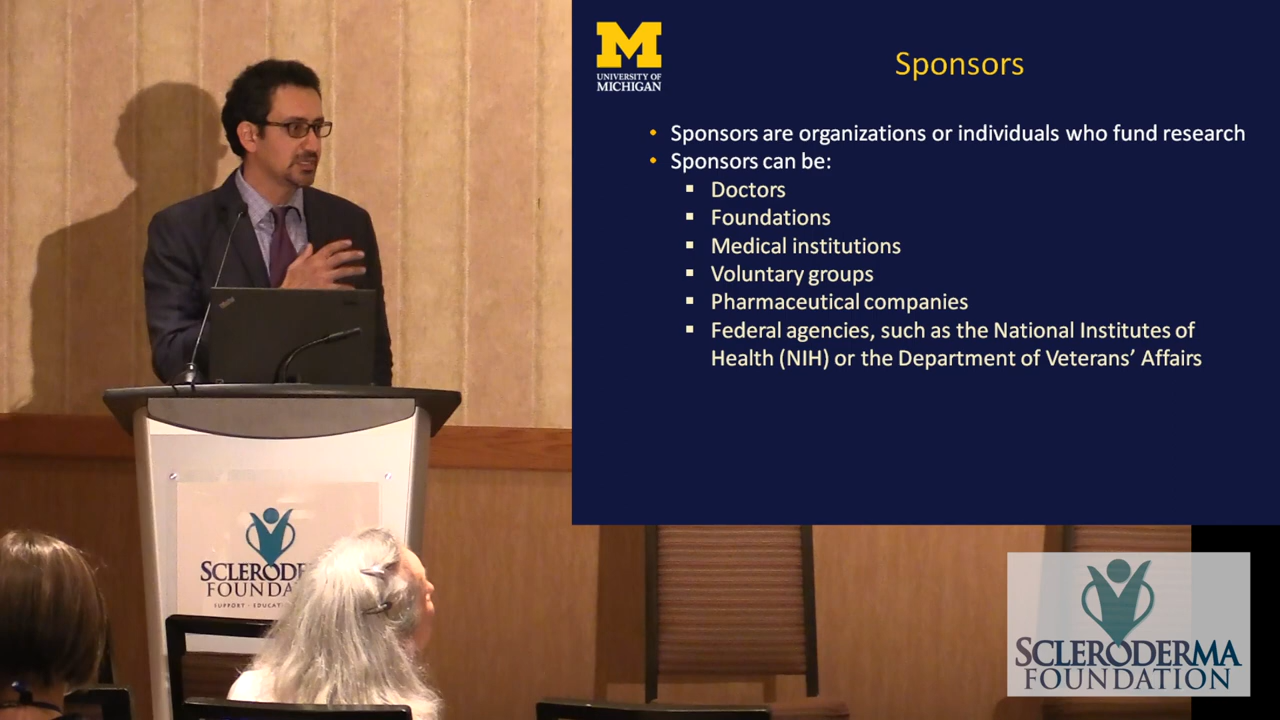 M
UNIVERSITY OF
MICHIGAN
Sponsors
• Sponsors are organizations or individuals who fund research
• Sponsors can be:
▪ Doctors
▪ Foundations
▪ Medical institutions
▪ Voluntary groups
▪ Pharmaceutical companies
▪ Federal agencies, such as the National Institutes of
Health (NIH) or the Department of Veterans’ Affairs
SUPPORT
SCLERODERMA
FOUNDATION